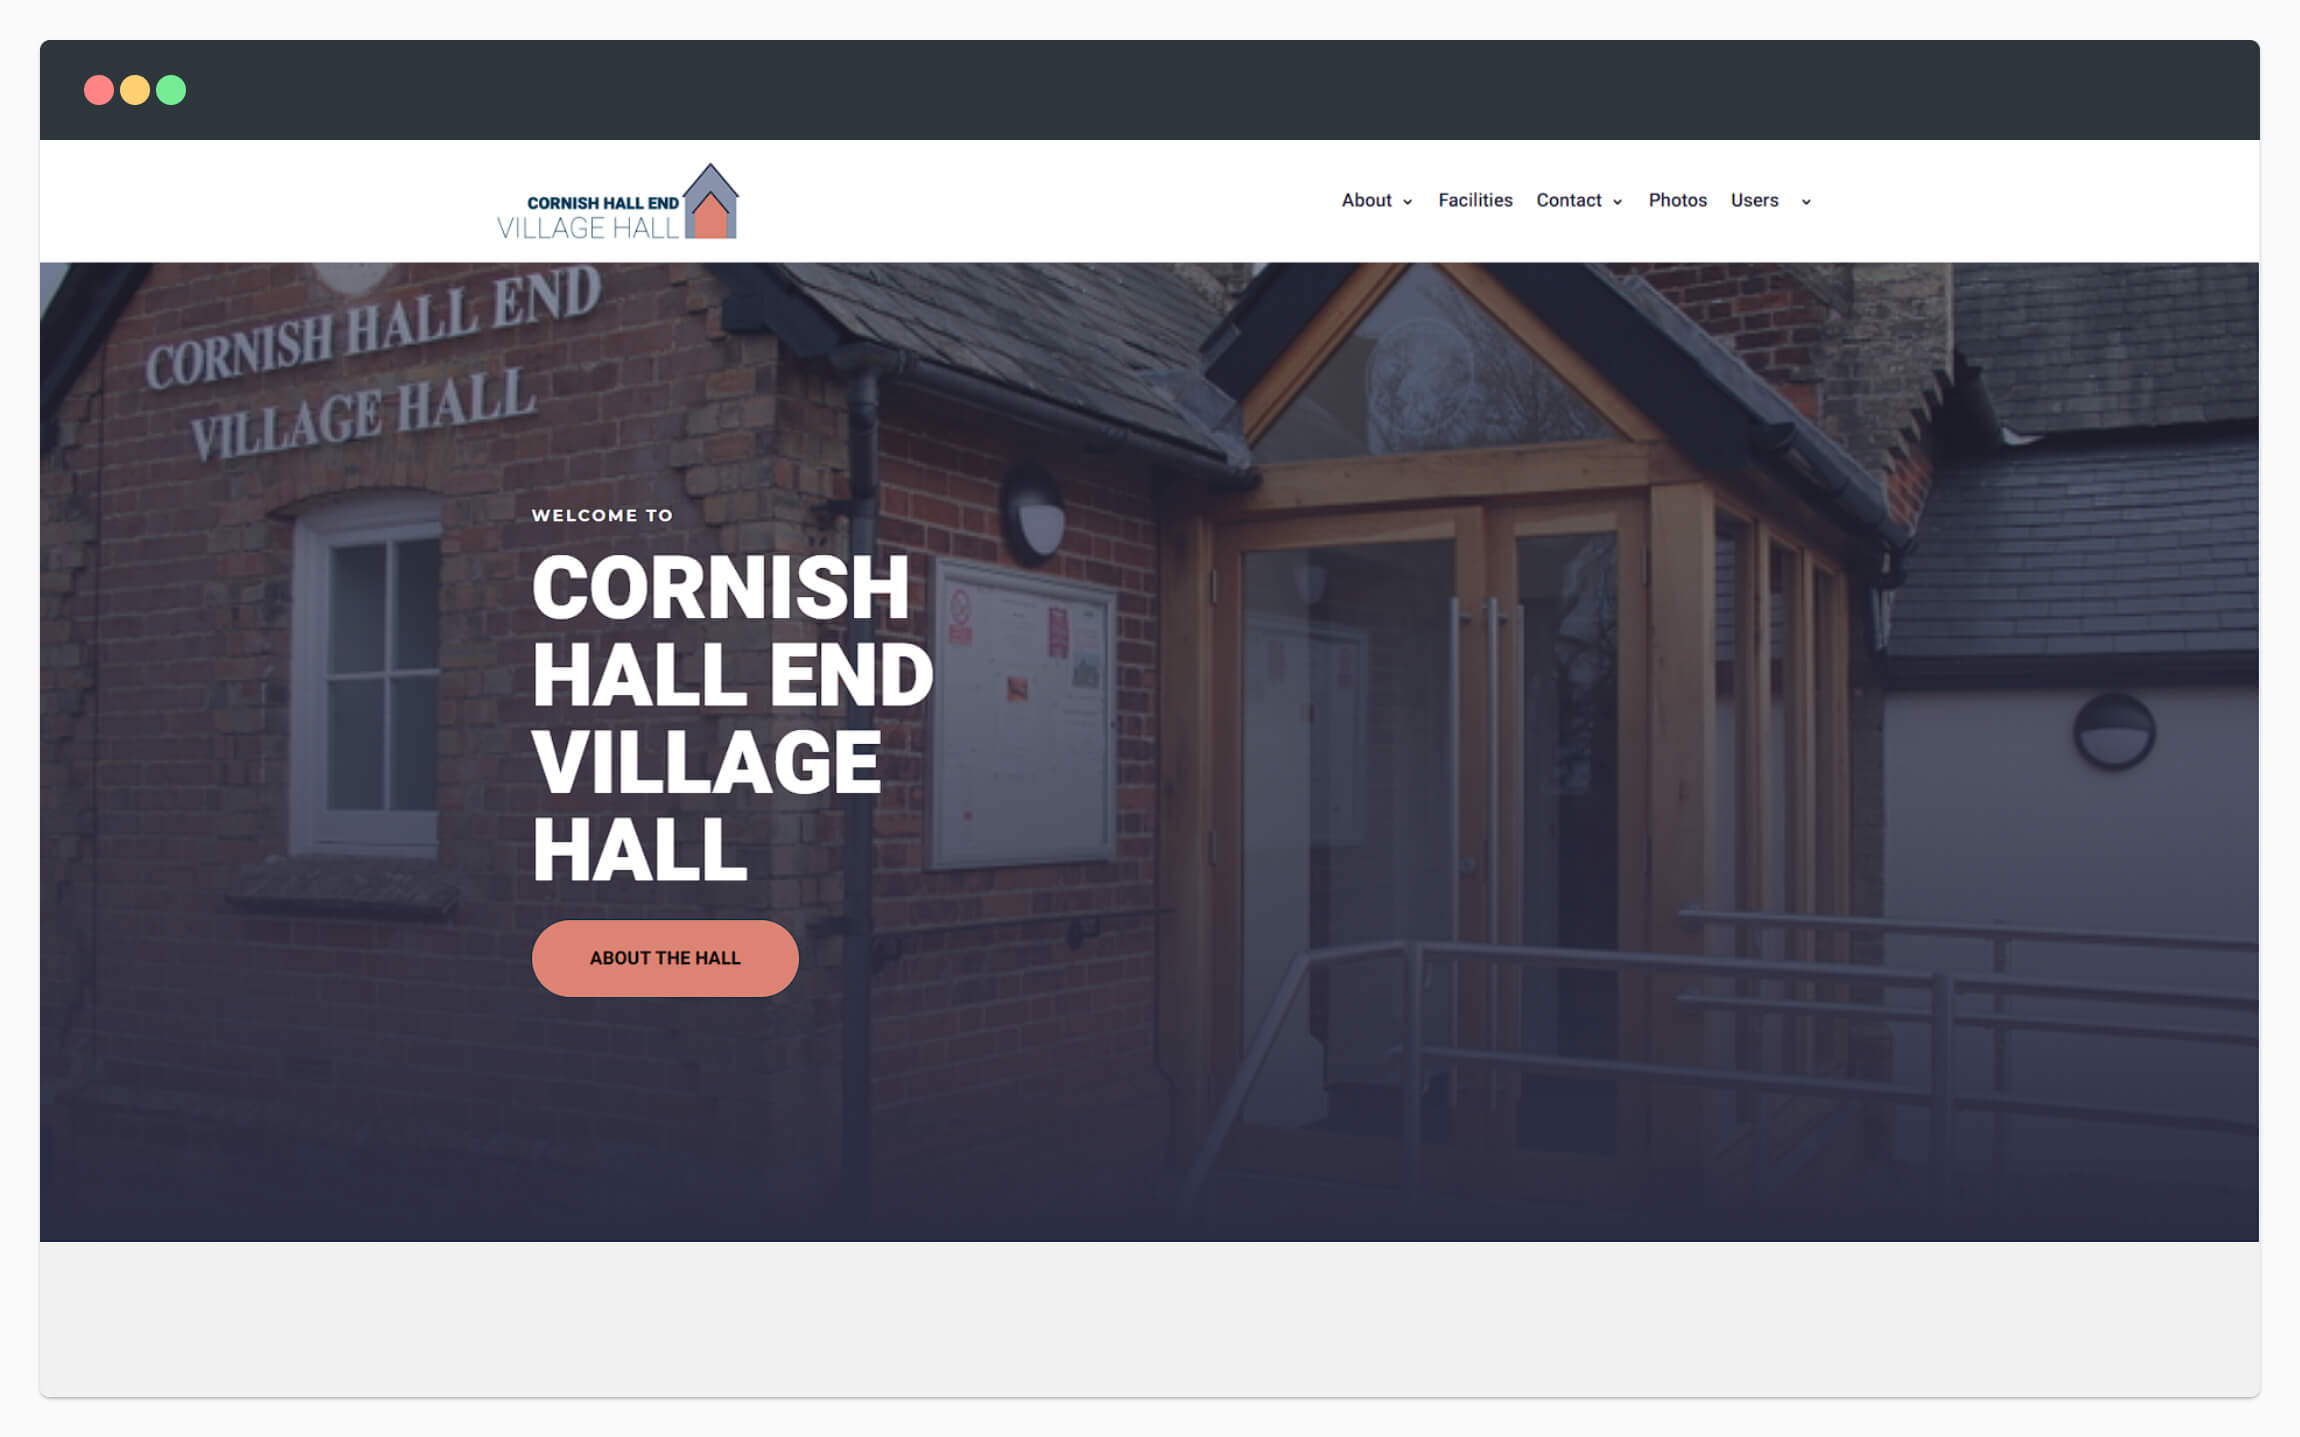 CORNISH HALL END
VILLAGE HALL
About
Facilities
Contact
Photos
Users
CORNISH HALL END
VILLAGE HALL
WELCOME TO
CORNISH
HALL END
VILLAGE
HALL
ABOUT THE HALL